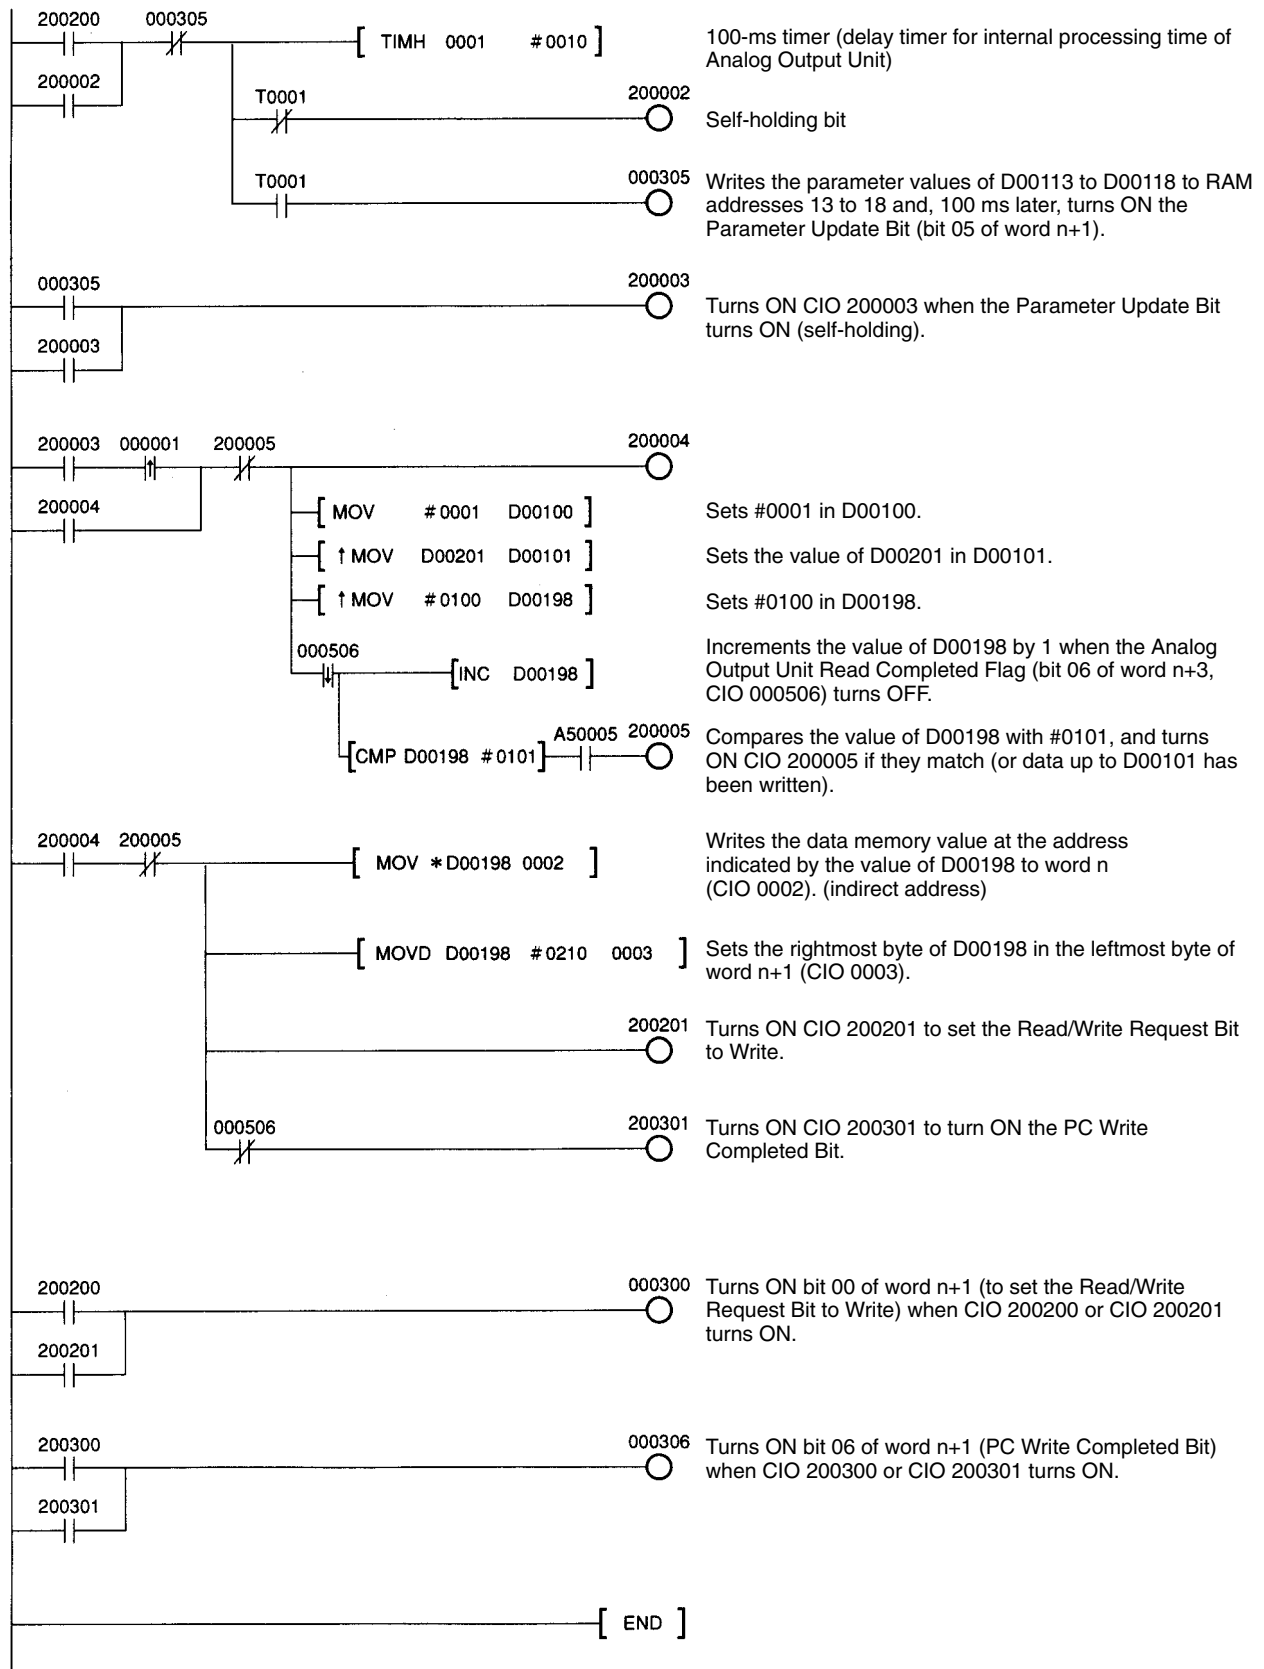 200200 000305
[ TIMH 0001 #0010 ]
100-ms timer (delay timer for internal processing time of
Analog Output Unit)
200002
T0001
200002
Self-holding bit
T0001
000305
Writes the parameter values of D00113 to D00118 to RAM
addresses 13 to 18 and, 100 ms later, turns ON the
Parameter Update Bit (bit 05 of word n+1).
000305
200003
Turns ON CIO 200003 when the Parameter Update Bit
turns ON (self-holding).
200003
200003 000001 200005
200004
200004
[ MOV #0001 D00100 ]
Sets #0001 in D00100.
[ ↑MOV D00201 D00101 ]
Sets the value of D00201 in D00101.
[ ↑MOV #0100 D00198 ]
Sets #0100 in D00198.
000506
[INC D00198 ]
Increments the value of D00198 by 1 when the Analog
Output Unit Read Completed Flag (bit 06 of word n+3,
CIO 000506) turns OFF.
[CMP D00198 #0101] A50005 200005
Compares the value of D00198 with #0101, and turns
ON CIO 200005 if they match (or data up to D00101 has
been written).
200004 200005
[ MOV *D00198 0002 ]
Writes the data memory value at the address
indicated by the value of D00198 to word n
(CIO 0002). (indirect address)
[ MOVD D00198 #0210 0003 ]
Sets the rightmost byte of D00198 in the leftmost byte of
word n+1 (CIO 0003).
200201
Turns ON CIO 200201 to set the Read/Write Request Bit
to Write.
000506
200301
Turns ON CIO 200301 to turn ON the PC Write
Completed Bit.
200200
000300
Turns ON bit 00 of word n+1 (to set the Read/Write
Request Bit to Write) when CIO 200200 or CIO 200201
turns ON.
200201
200300
000306
Turns ON bit 06 of word n+1 (PC Write Completed Bit)
when CIO 200300 or CIO 200301 turns ON.
200301
[ END ]